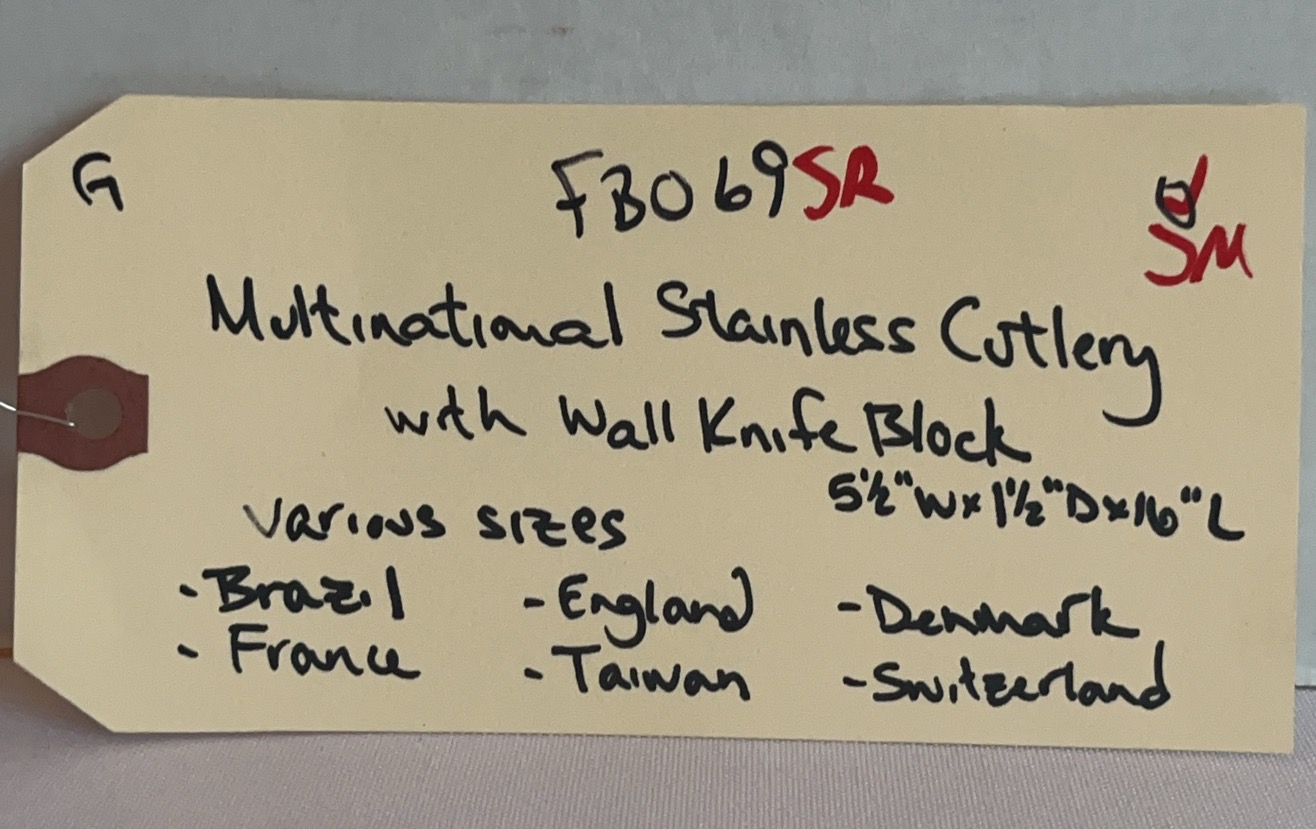 G
FB069SR
SM
Multinational Stainless Cutlery
with Wall Knife Block
5½"W x 1½"D x 16"L
various sizes
- Brazil - England - Denmark
- France - Taiwan - Switzerland